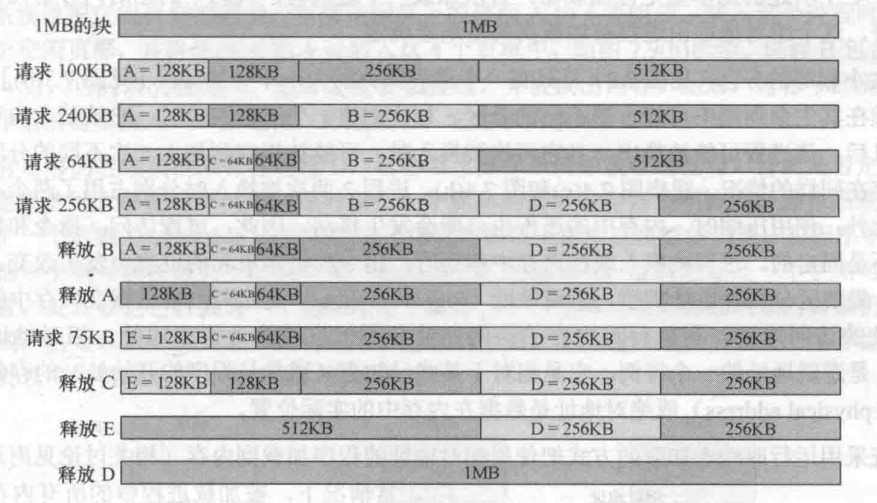 1MB的块 1MB
请求 100KB A = 128KB 128KB 256KB 512KB
请求 240KB A = 128KB 128KB B = 256KB 512KB
请求 64KB A = 128KB C = 64KB 64KB B = 256KB 512KB
请求 256KB A = 128KB C = 64KB 64KB B = 256KB D = 256KB 256KB
释放 B A = 128KB C = 64KB 64KB 256KB D = 256KB 256KB
释放 A 128KB C = 64KB 64KB 256KB D = 256KB 256KB
请求 75KB E = 128KB C = 64KB 64KB 256KB D = 256KB 256KB
释放 C E = 128KB 128KB 256KB D = 256KB 256KB
释放 E 512KB D = 256KB 256KB
释放 D 1MB